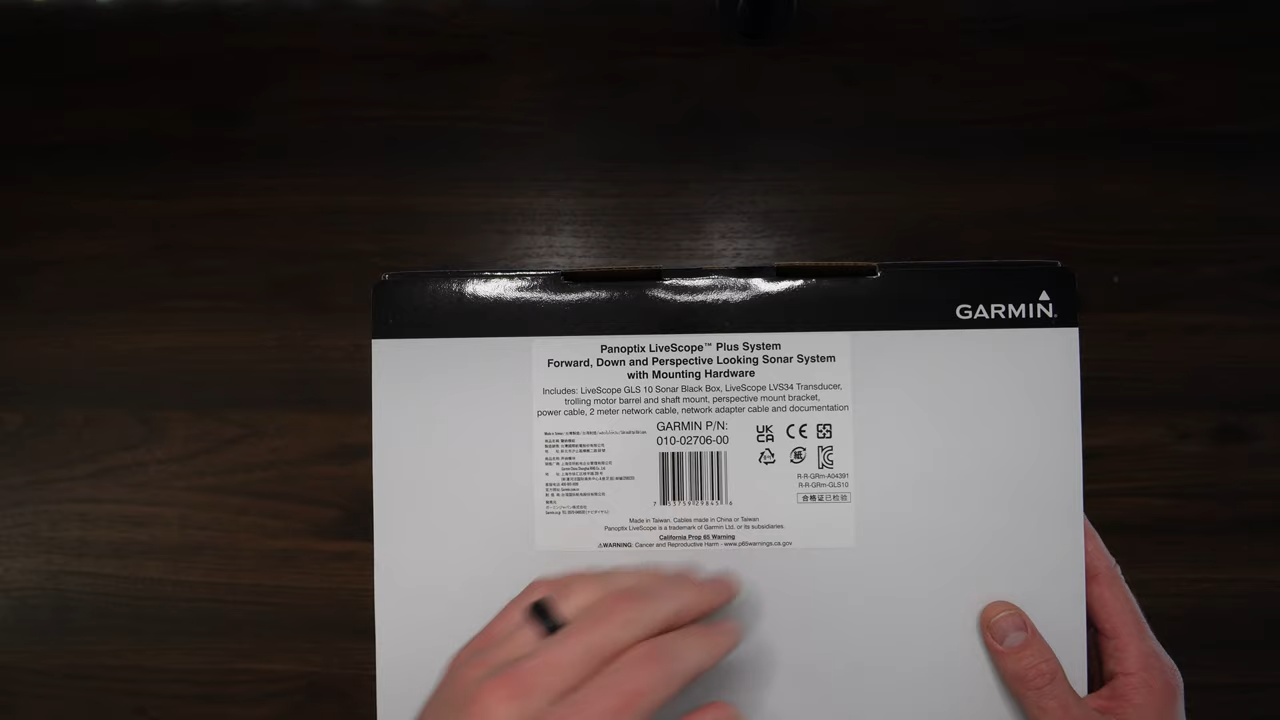 GARMIN
Panoptix LiveScope™ Plus System
Forward, Down and Perspective Looking Sonar System
with Mounting Hardware
Includes: LiveScope GLS 10 Sonar Black Box, LiveScope LVS34 Transducer,
trolling motor barrel and shaft mount, perspective mount bracket,
power cable, 2 meter network cable, network adapter cable and documentation
GARMIN P/N:
010-02706-00
UK
CA
CE
R-R-GRm-A04391
R-R-GRm-GLS10
合格证已检验
7 53759 29845 6
Made in Taiwan, Cables made in China or Taiwan
Panoptix LiveScope is a trademark of Garmin Ltd. or its subsidiaries.
California Prop 65 Warning
⚠WARNING: Cancer and Reproductive Harm - www.p65warnings.ca.gov